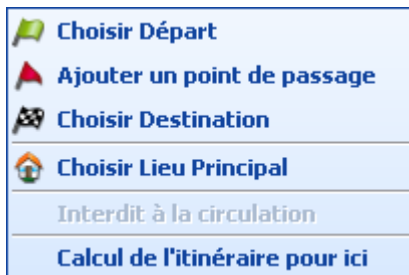 Choisir Départ
Ajouter un point de passage
Choisir Destination
Choisir Lieu Principal
Interdit à la circulation
Calcul de l'itinéraire pour ici